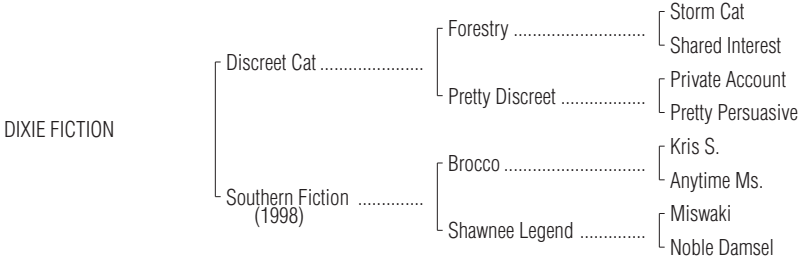 Storm Cat
Forestry ............................
Shared Interest
Discreet Cat ......................
Private Account
Pretty Discreet ..................
Pretty Persuasive
DIXIE FICTION
Kris S.
Brocco ..............................
Anytime Ms.
Southern Fiction ..............
(1998)
Miswaki
Shawnee Legend ..............
Noble Damsel